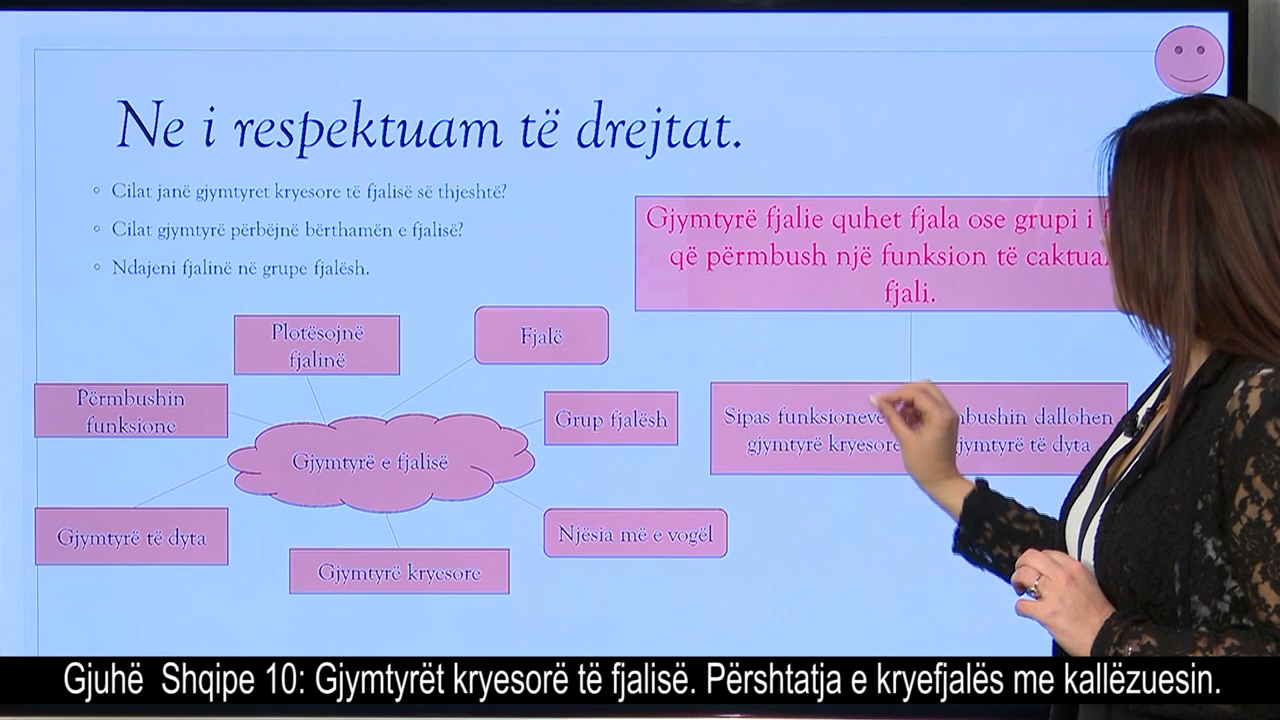 Ne i respektuam të drejtat.
Cilat janë gjymtyret kryesore të fjalisë së thjeshtë?
Cilat gjymtyrë përbëjnë bërthamën e fjalisë?
Ndajeni fjalinë në grupe fjalësh.
Gjymtyrë fjalie quhet fjala ose grupi i
që përmbush një funksion të
fjali.
Plotësojnë
fjalinë
Fjalë
Përmbushin
funksione
Grup fjalësh
Gjymtyrë e fjalisë
Sipas funksioneve dallohen
gjymtyrë kryesore gjymtyrë të dyta
Gjymtyrë të dyta
Njësia më e vogël
Gjymtyrë kryesore
Gjuhë Shqipe 10: Gjymtyrët kryesorë të fjalisë. Përshtatja e kryefjalës me kallëzuesin.